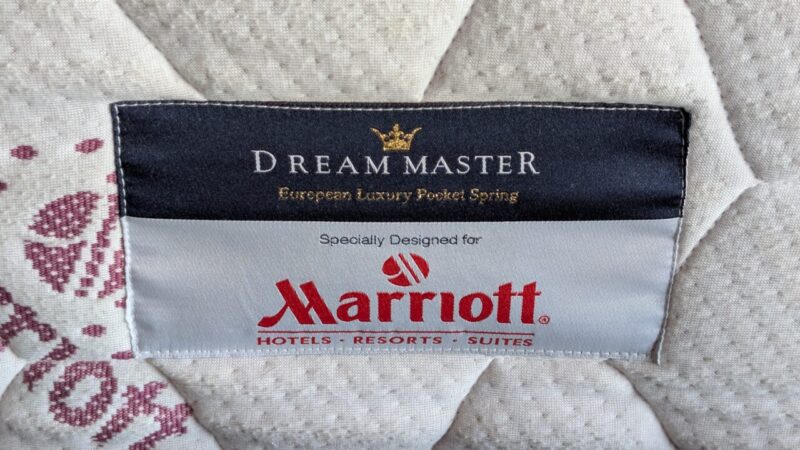 DREAM MASTER
European Luxury Pocket Spring
Specially Designed for
Marriott®
HOTELS · RESORTS · SUITES